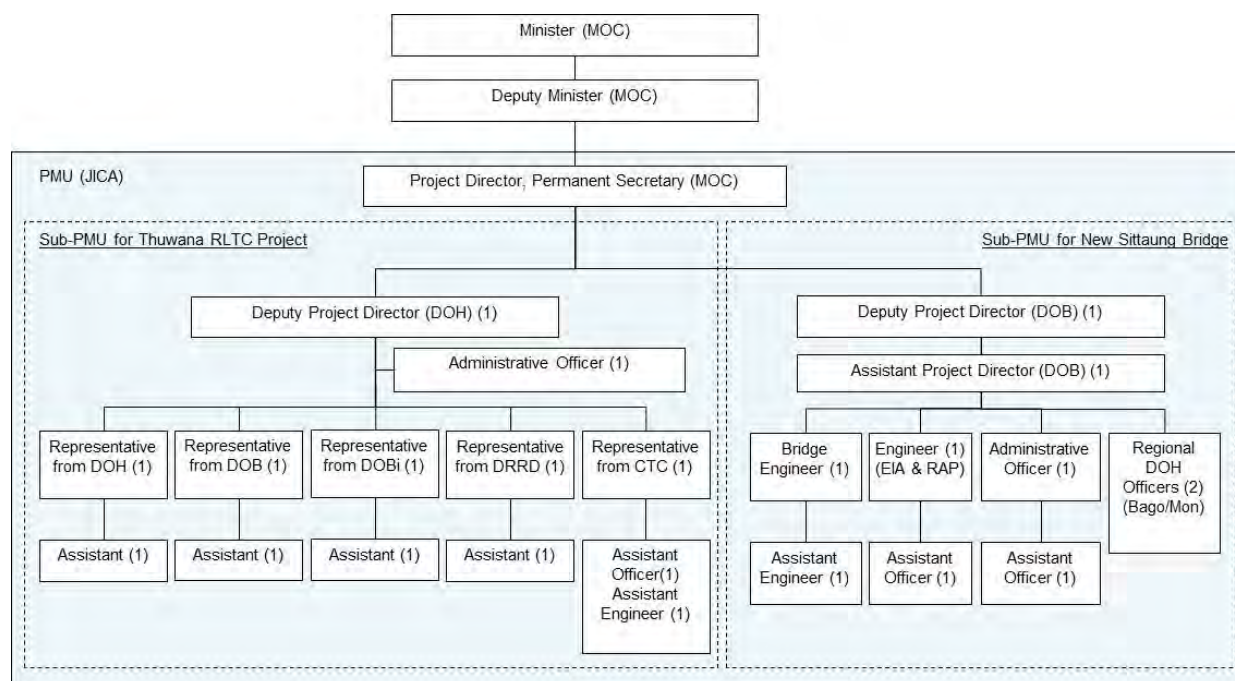 Minister (MOC)
Deputy Minister (MOC)
PMU (JICA)
Project Director, Permanent Secretary (MOC)
Sub-PMU for Thuwana RLTC Project
Sub-PMU for New Sittaung Bridge
Deputy Project Director (DOH) (1)
Deputy Project Director (DOB) (1)
Administrative Officer (1)
Assistant Project Director (DOB) (1)
Representative
from DOH (1)
Representative
from DOB (1)
Representative
from DOBi (1)
Representative
from DRRD (1)
Representative
from CTC (1)
Bridge
Engineer (1)
Engineer (1)
(EIA & RAP)
Administrative
Officer (1)
Regional
DOH
Officers (2)
(Bago/Mon)
Assistant (1)
Assistant (1)
Assistant (1)
Assistant (1)
Assistant
Officer(1)
Assistant
Engineer (1)
Assistant
Engineer (1)
Assistant
Officer (1)
Assistant
Officer (1)